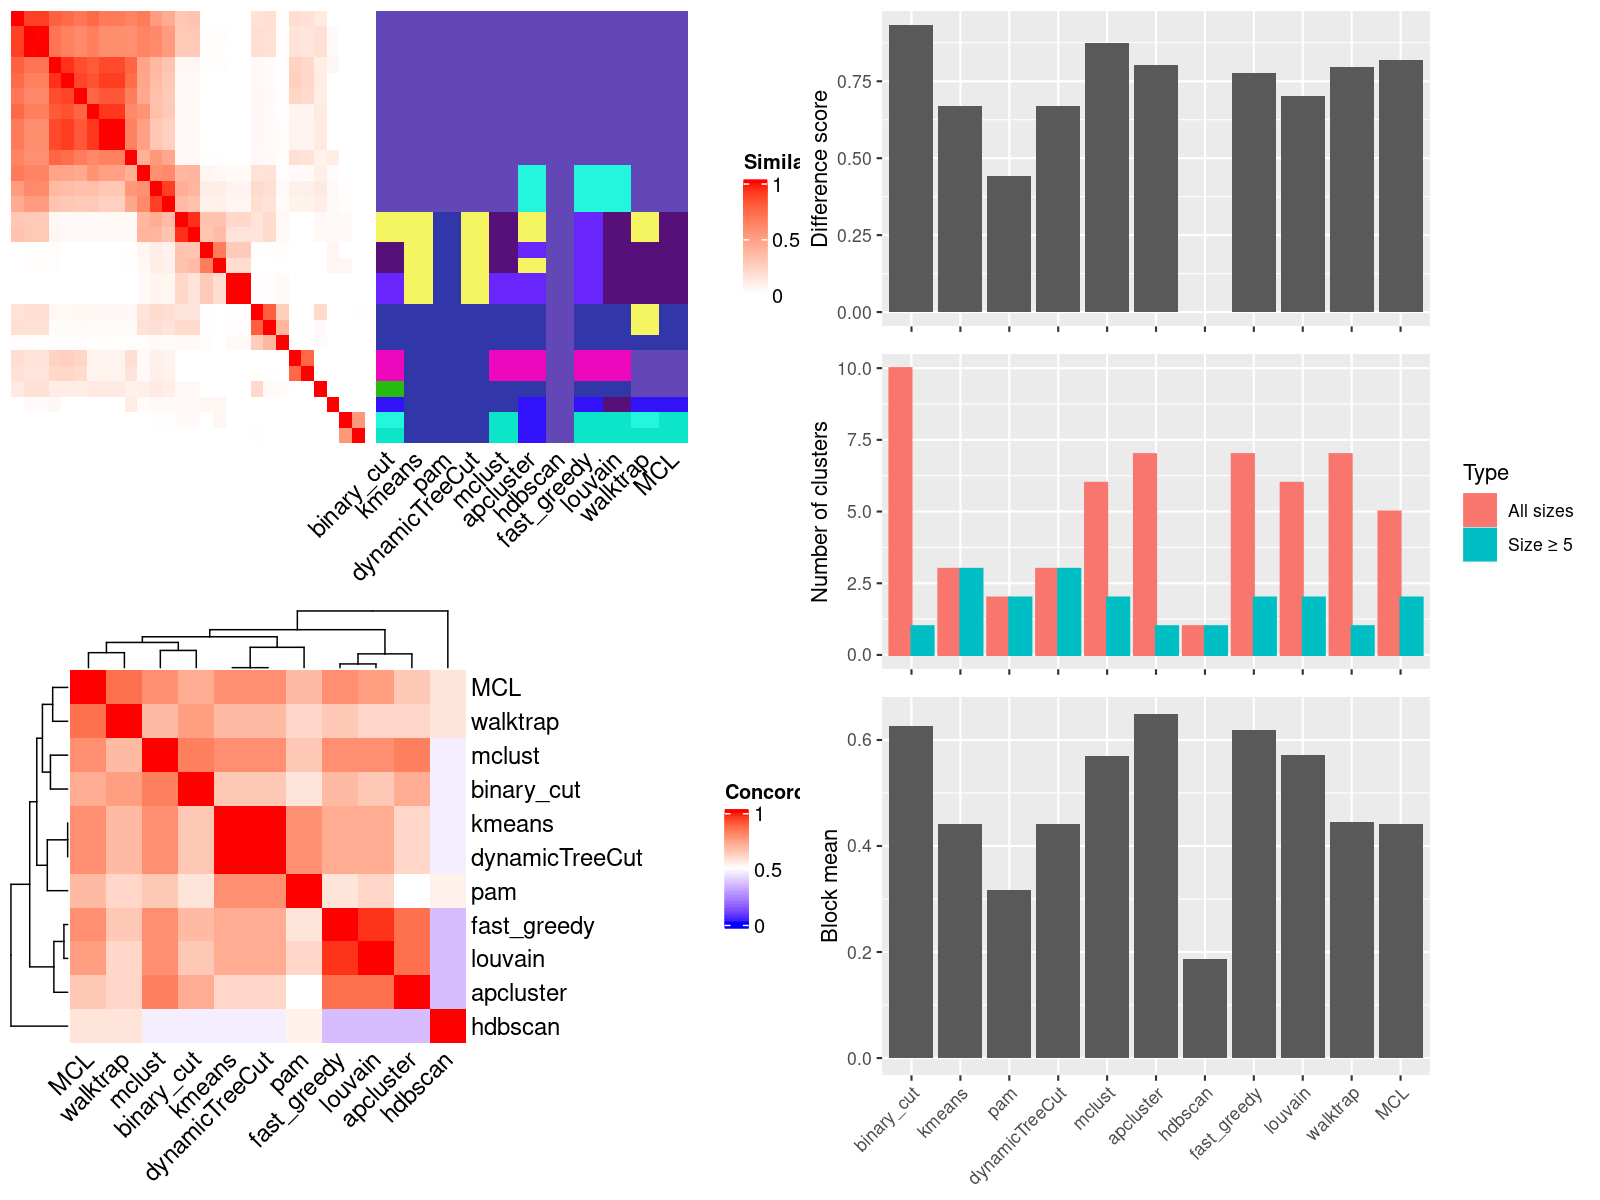 Simila
1
0.5
0
binary_cut
kmeans
pam
dynamicTreeCut
mclust
apcluster
hdbscan
fast_greedy
louvain
walktrap
MCL
MCL
walktrap
mclust
binary_cut
kmeans
dynamicTreeCut
pam
fast_greedy
louvain
apcluster
hdbscan
Concord
1
0.5
0
MCL
walktrap
mclust
binary_cut
kmeans
dynamicTreeCut
pam
fast_greedy
louvain
apcluster
hdbscan
Difference score
0.75
0.50
0.25
0.00
Number of clusters
10.0
7.5
5.0
2.5
0.0
Type
All sizes
Size ≥ 5
Block mean
0.6
0.4
0.2
0.0
binary_cut
kmeans
pam
dynamicTreeCut
mclust
apcluster
hdbscan
fast_greedy
louvain
walktrap
MCL